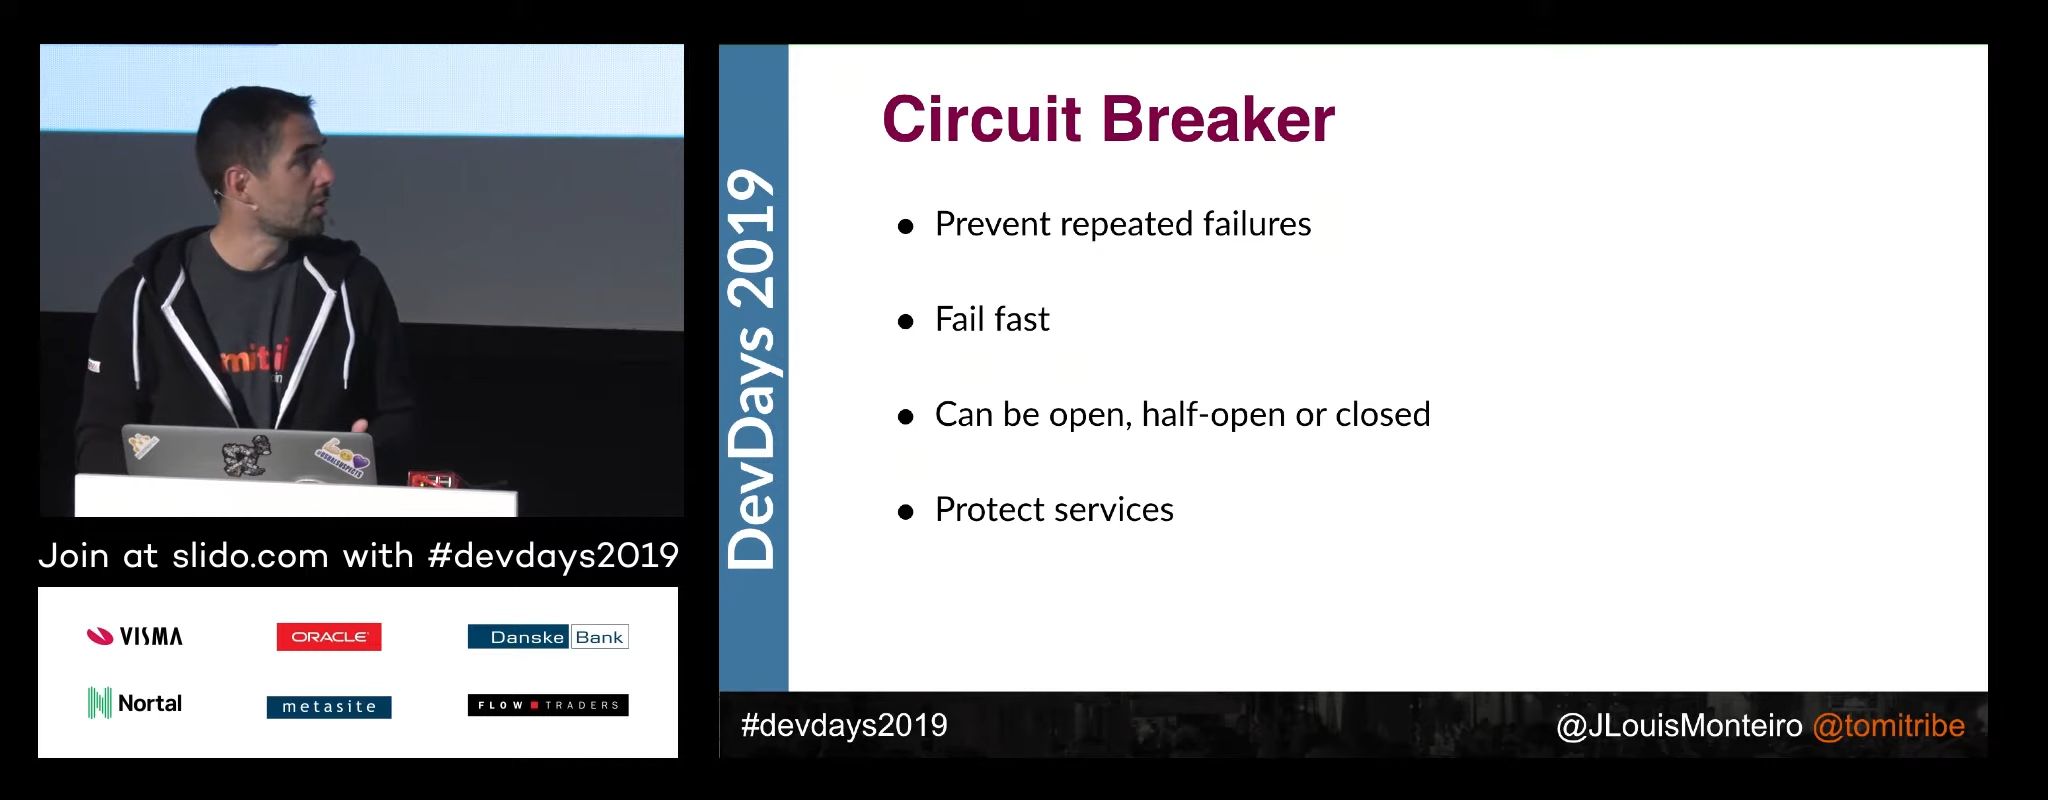 Join at slido.com with #devdays2019
VISMA
ORACLE
Danske Bank
Nortal
metasite
FLOW TRADERS
DevDays 2019
Circuit Breaker
● Prevent repeated failures
● Fail fast
● Can be open, half-open or closed
● Protect services
#devdays2019
@JLouisMonteiro @tomitribe